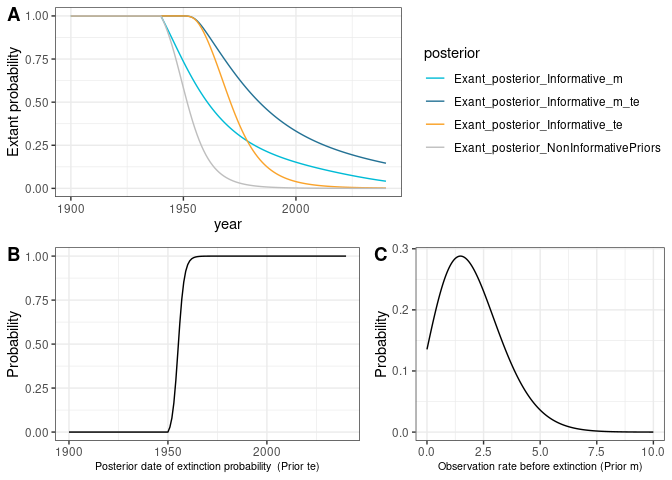 A
1.00
0.75
0.50
0.25
0.00
Extant probability
1900
1950
2000
year
posterior
Exant_posterior_Informative_m
Exant_posterior_Informative_m_te
Exant_posterior_Informative_te
Exant_posterior_NonInformativePriors
B
1.00
0.75
0.50
0.25
0.00
Probability
1900
1950
2000
Posterior date of extinction probability (Prior te)
C
0.3
0.2
0.1
0.0
Probability
0.0
2.5
5.0
7.5
10.0
Observation rate before extinction (Prior m)